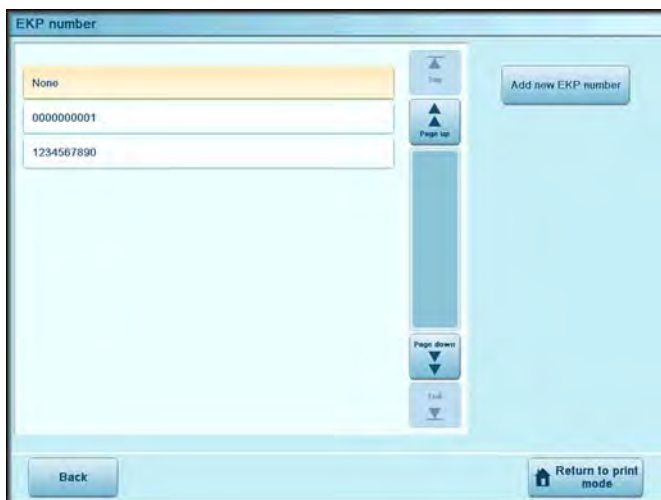 EKP number
None
0000000001
1234567890
Top
Page up
Page down
End
Add new EKP number
Back
Return to print
mode